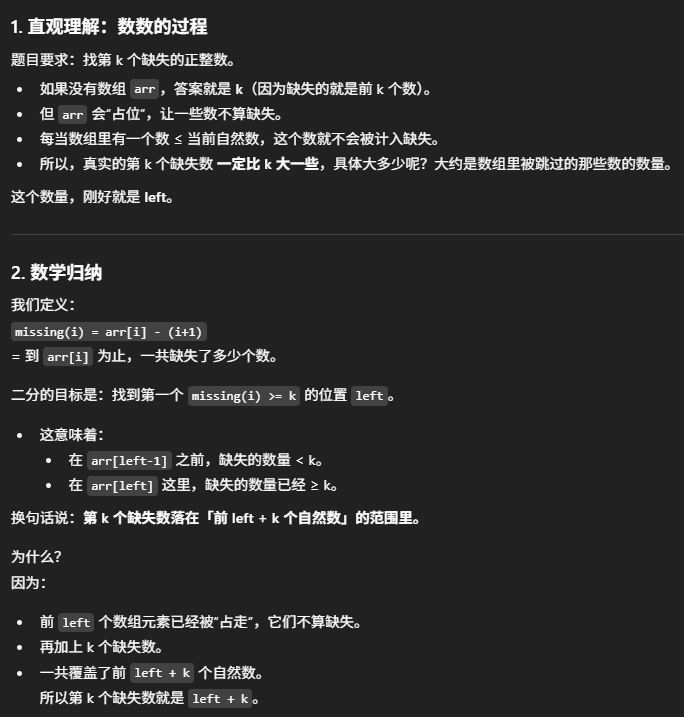 1. 直观理解：数数的过程
题目要求：找第 k 个缺失的正整数。
• 如果没有数组 arr，答案就是 k（因为缺失的就是前 k 个数）。
• 但 arr 会“占位”，让一些数不算缺失。
• 每当数组里有一个数 ≤ 当前自然数，这个数就不会被计入缺失。
• 所以，真实的第 k 个缺失数 一定比 k 大一些，具体大多少呢？大约是数组里被跳过的那些数的数量。
这个数量，刚好就是 left。
2. 数学归纳
我们定义：
missing(i) = arr[i] - (i+1)
= 到 arr[i] 为止，一共缺失了多少个数。
二分的目标是：找到第一个 missing(i) >= k 的位置 left。
• 这意味着：
• 在 arr[left-1] 之前，缺失的数量 < k。
• 在 arr[left] 这里，缺失的数量已经 ≥ k。
换句话说：第 k 个缺失数落在「前 left + k 个自然数」的范围里。
为什么？
因为：
• 前 left 个数组元素已经被“占走”，它们不算缺失。
• 再加上 k 个缺失数。
• 一共覆盖了前 left + k 个自然数。
所以第 k 个缺失数就是 left + k。